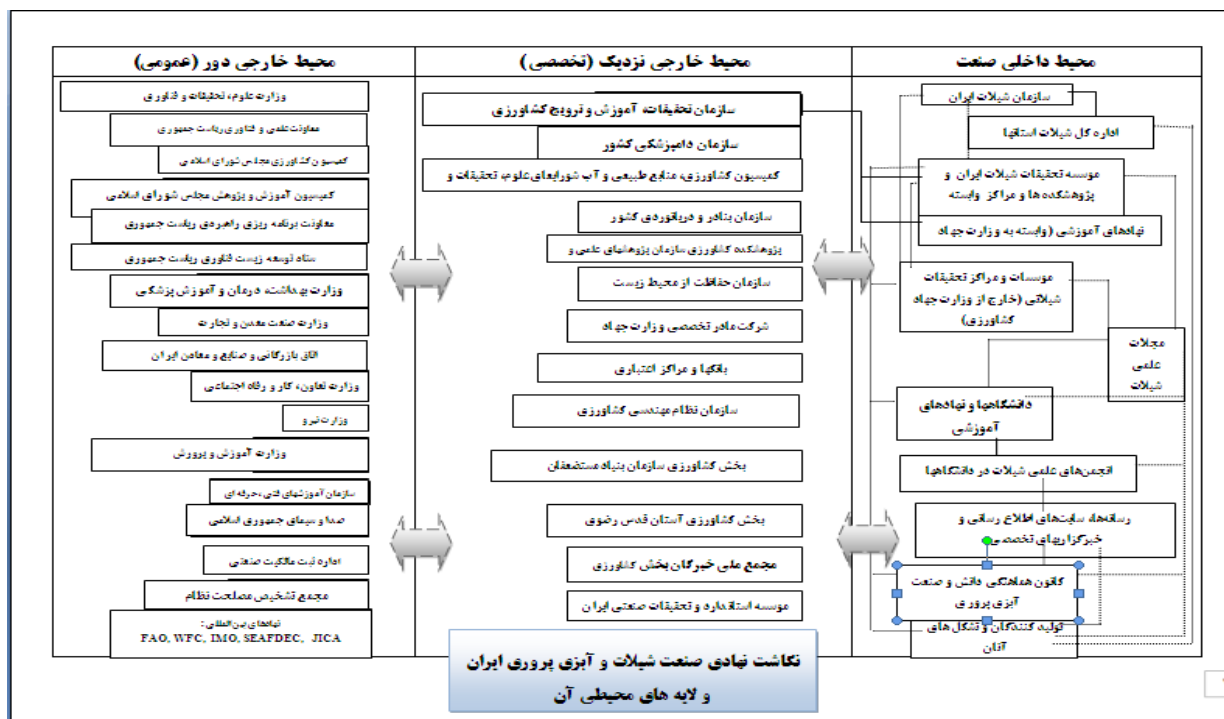 محیط داخلی صنعت
سازمان شیلات ایران
اداره کل شیلات استانها
موسسه تحقیقات شیلات ایران و
پژوهشکده ها و مراکز وابسته
نهادهای آموزشی (وابسته به وزارت جهاد
موسسات و مراکز تحقیقات
شیلاتی (خارج از وزارت جهاد
کشاورزی)
مجلات
علمی
شیلات
دانشگاهها و نهادهای
آموزشی
انجمن‌های علمی شیلات در دانشگاهها
رسانه‌ها، سایت‌های اطلاع رسانی و
خبرگزاریهای تخصصی
کانون هماهنگی دانش و صنعت
آبزی پروری
تولید کنندگان و تشکل های
آنان
محیط خارجی نزدیک (تخصصی)
سازمان تحقیقات، آموزش و ترویج کشاورزی
سازمان دامپزشکی کشور
کمیسیون کشاورزی، منابع طبیعی و آب شورایعای علوم، تحقیقات و
سازمان بنادر و دریانوردی کشور
پژوهشکده کشاورزی سازمان پژوهشهای علمی و
سازمان حفاظت از محیط زیست
شرکت مادر تخصصی وزارت جهاد
بانکها و مراکز اعتباری
سازمان نظام مهندسی کشاورزی
بخش کشاورزی سازمان بنیاد مستضعفان
بخش کشاورزی آستان قدس رضوی
مجمع ملی خبرگان بخش کشاورزی
موسسه استاندارد و تحقیقات صنعتی ایران
محیط خارجی دور (عمومی)
وزارت علوم، تحقیقات و فناوری
معاونت علمی و فناوری ریاست جمهوری
کمیسیون کشاورزی مجلس شورای اسلامی
کمیسیون آموزش و پژوهش مجلس شورای اسلامی
معاونت برنامه ریزی راهبردی ریاست جمهوری
ستاد توسعه زیست فناوری ریاست جمهوری
وزارت بهداشت، درمان و آموزش پزشکی
وزارت صنعت معدن و تجارت
اتاق بازرگانی و صنایع و معادن ایران
وزارت تعاون، کار و رفاه اجتماعی
وزارت نیرو
وزارت آموزش و پرورش
سازمان آموزشهای فنی ،حرفه ای
صدا و سیمای جمهوری اسلامی
اداره ثبت مالکیت صنعتی
مجمع تشخیص مصلحت نظام
نهادهای بین‌المللی :
FAO, WFC, IMO, SEAFDEC, JICA
نگاشت نهادی صنعت شیلات و آبزی پروری ایران
و لایه های محیطی آن